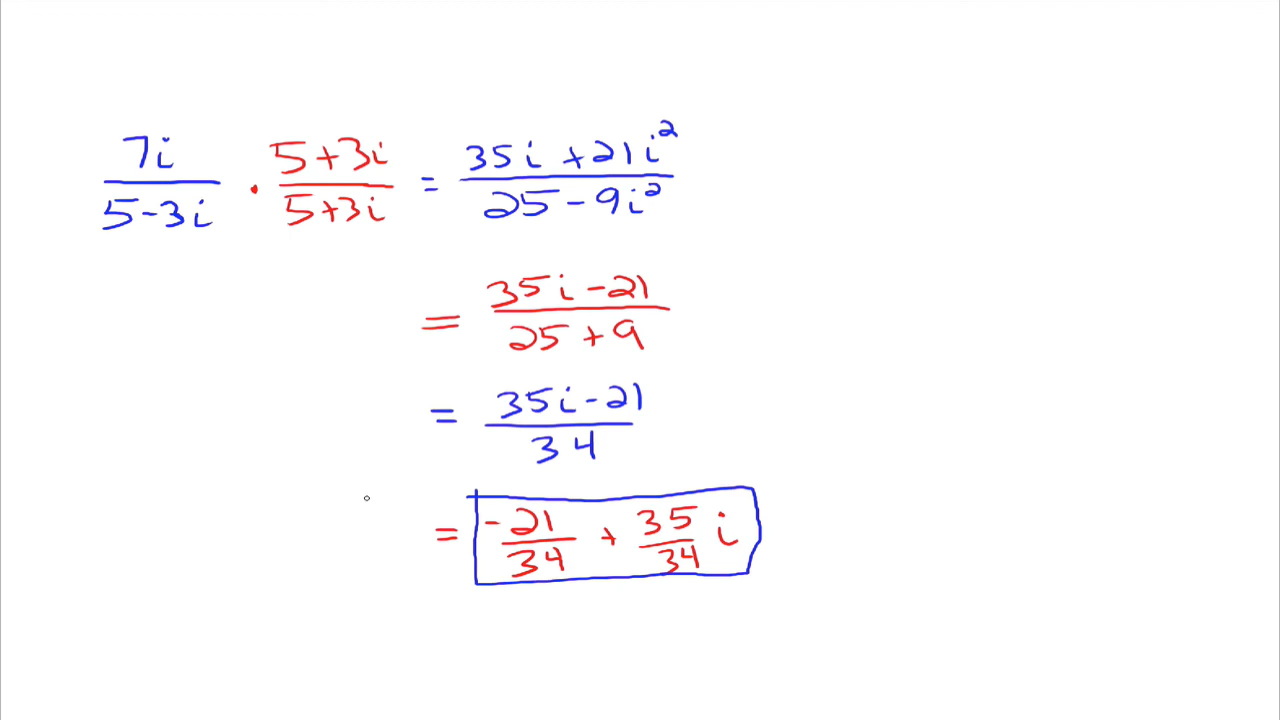 7i/(5-3i) · (5+3i)/(5+3i) = (35i+21i²)/(25-9i²)
= (35i-21)/(25+9)
= (35i-21)/34
= -21/34 + 35/34 i